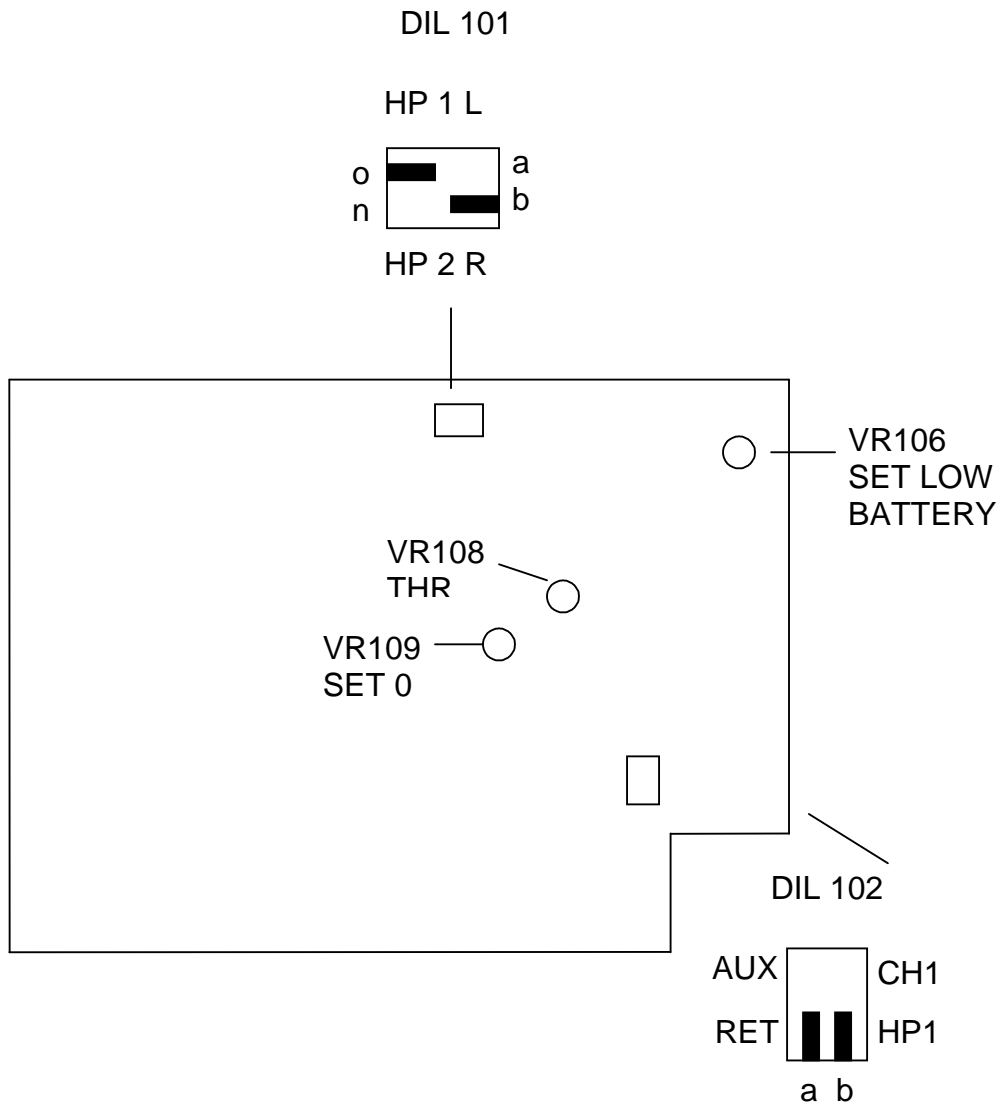 DIL 101
HP 1 L
o
a
n
b
HP 2 R
VR106
SET LOW
BATTERY
VR108
THR
VR109
SET 0
DIL 102
AUX
CH1
RET
HP1
a b